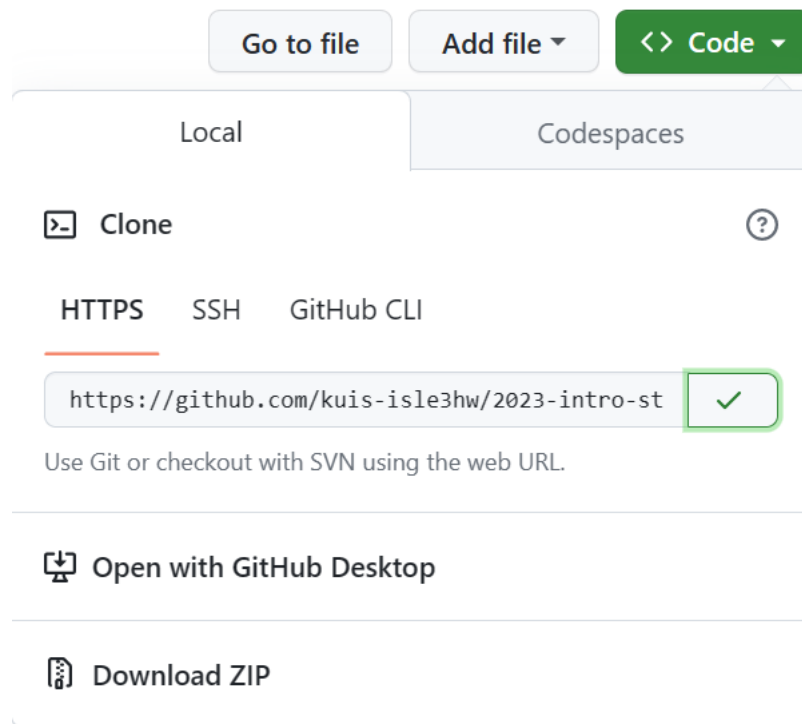 Go to file Add file <> Code
Local Codespaces
Clone
HTTPS SSH GitHub CLI
https://github.com/kuis-isle3hw/2023-intro-st
Use Git or checkout with SVN using the web URL.
Open with GitHub Desktop
Download ZIP